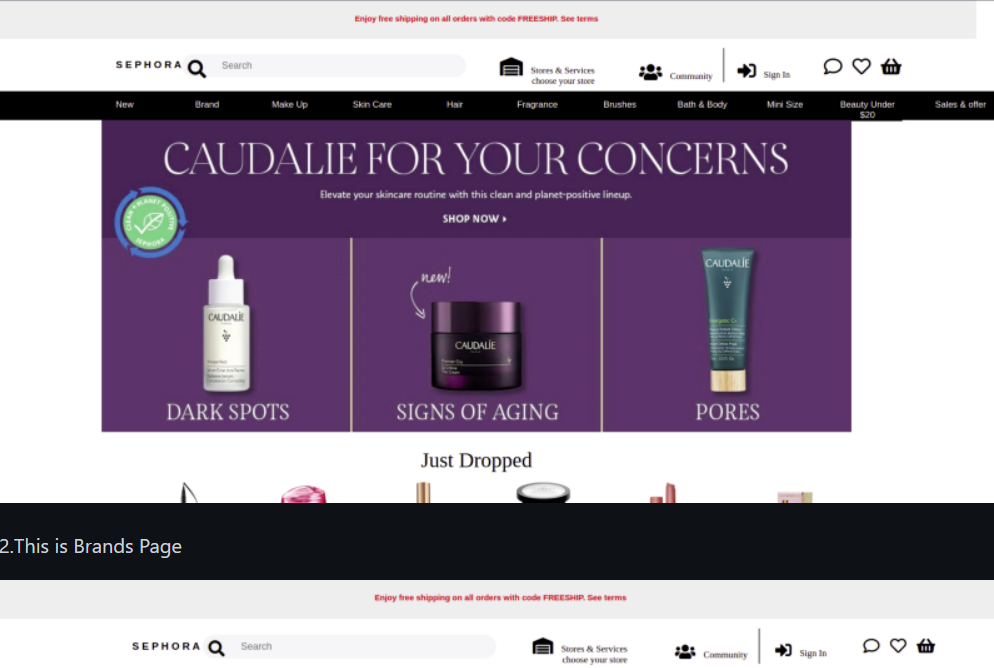 Enjoy free shipping on all orders with code FREESHIP. See terms
SEPHORA
Search
Stores & Services
choose your store
Community
Sign In
New
Brand
Make Up
Skin Care
Hair
Fragrance
Brushes
Bath & Body
Mini Size
Beauty Under
$20
Sales & offer
CAUDALIE FOR YOUR CONCERNS
Elevate your skincare routine with this clean and planet-positive lineup.
SHOP NOW
CLEAN + PLANET POSITIVE
SEPHORA
new!
CAUDALÍE
CAUDALÍE
CAUDALÍE
DARK SPOTS
SIGNS OF AGING
PORES
Just Dropped
2.This is Brands Page
Enjoy free shipping on all orders with code FREESHIP. See terms
SEPHORA
Search
Stores & Services
choose your store
Community
Sign In